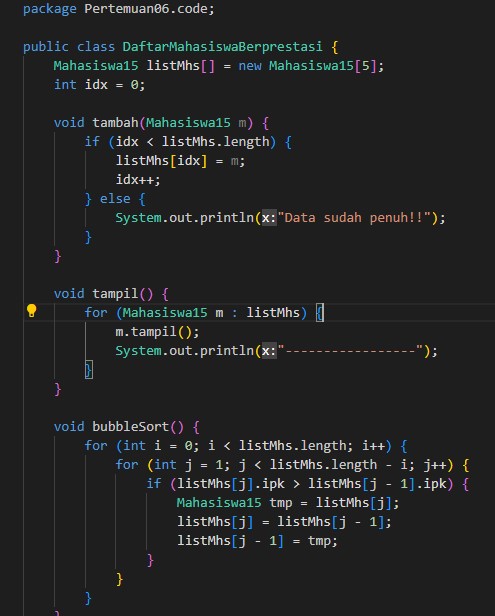 package Pertemuan06.code;
public class DaftarMahasiswaBerprestasi {
    Mahasiswa15 listMhs[] = new Mahasiswa15[5];
    int idx = 0;
    void tambah(Mahasiswa15 m) {
        if (idx < listMhs.length) {
            listMhs[idx] = m;
            idx++;
        } else {
            System.out.println(x:"Data sudah penuh!!");
        }
    }
    void tampil() {
        for (Mahasiswa15 m : listMhs) {
            m.tampil();
            System.out.println(x:"-----------------");
        }
    }
    void bubbleSort() {
        for (int i = 0; i < listMhs.length; i++) {
            for (int j = 1; j < listMhs.length - i; j++) {
                if (listMhs[j].ipk > listMhs[j - 1].ipk) {
                    Mahasiswa15 tmp = listMhs[j];
                    listMhs[j] = listMhs[j - 1];
                    listMhs[j - 1] = tmp;
                }
            }
        }
    }